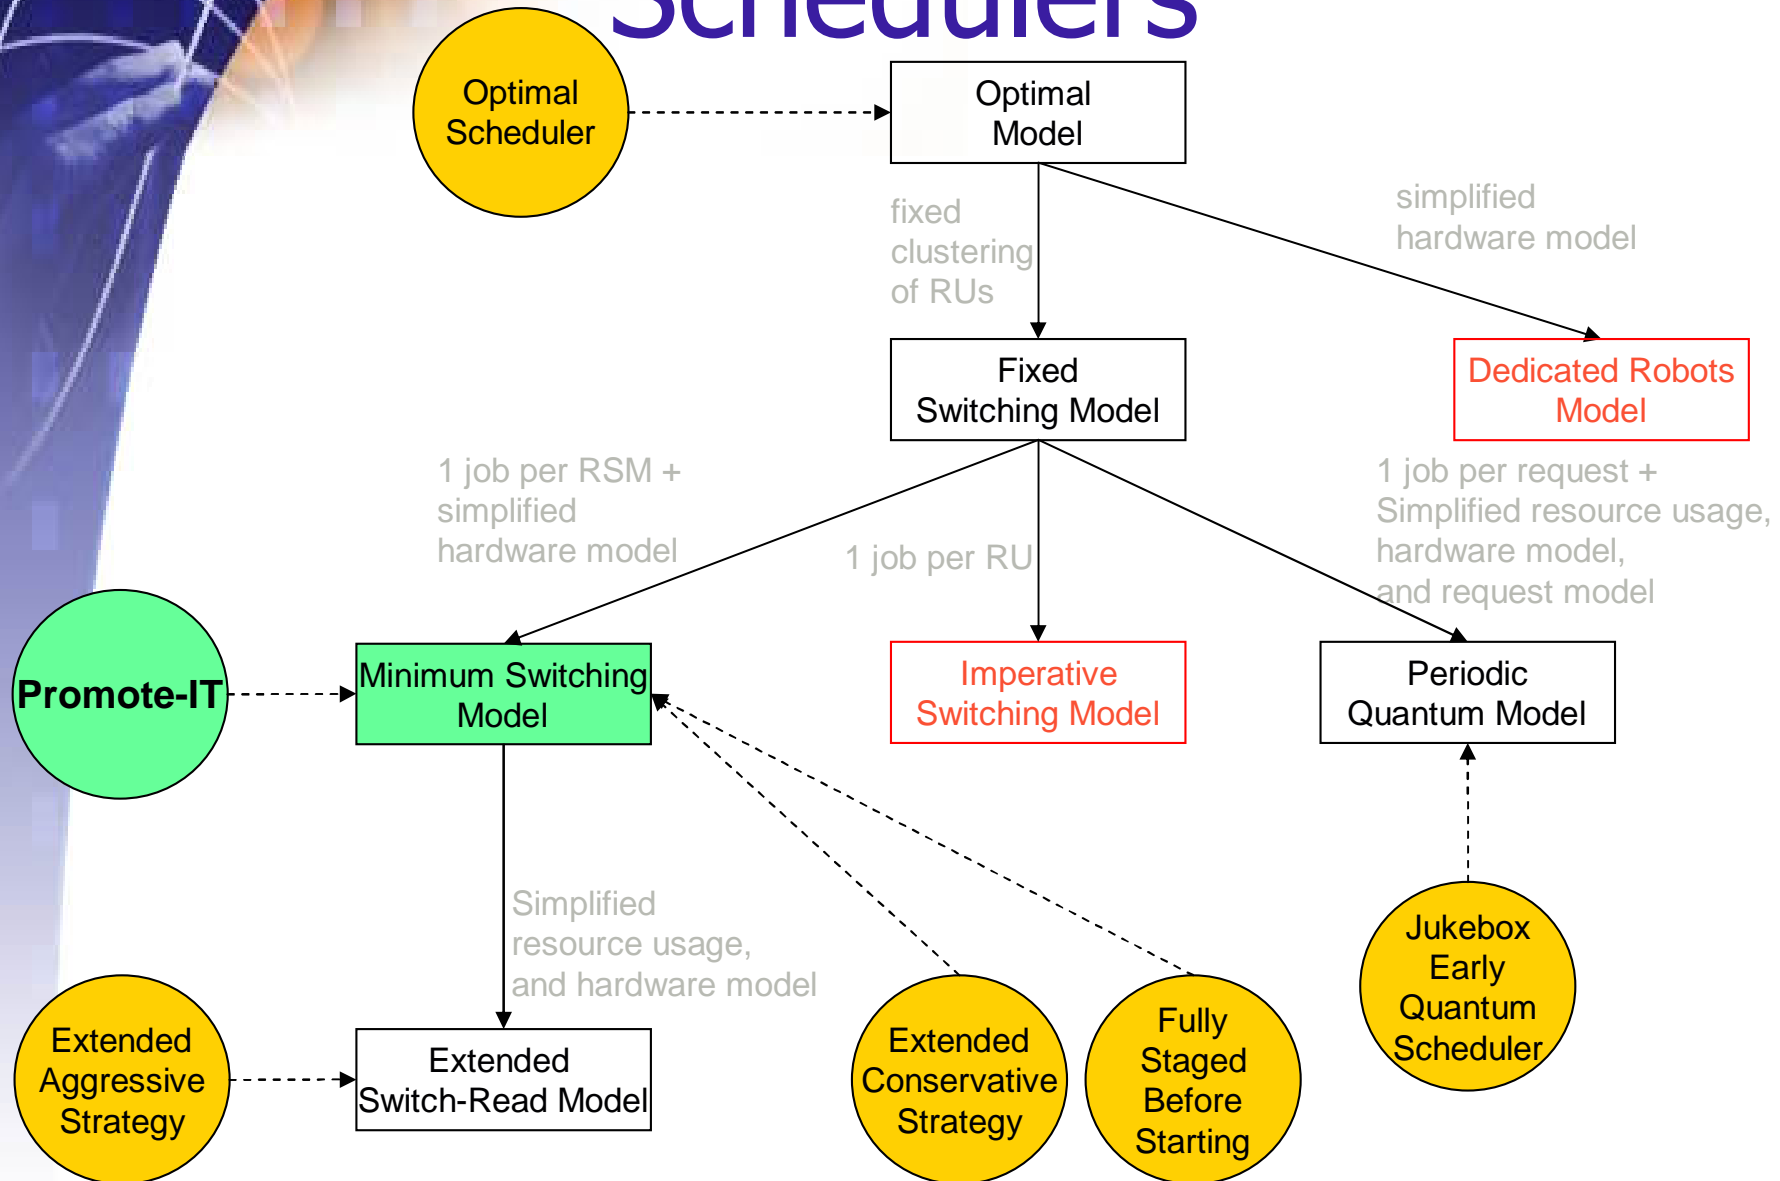 Schedulers
Optimal
Scheduler
Optimal
Model
fixed
clustering
of RUs
simplified
hardware model
Fixed
Switching Model
Dedicated Robots
Model
1 job per RSM +
simplified
hardware model
1 job per RU
1 job per request +
Simplified resource usage,
hardware model,
and request model
Promote-IT
Minimum Switching
Model
Imperative
Switching Model
Periodic
Quantum Model
Simplified
resource usage,
and hardware model
Jukebox
Early
Quantum
Scheduler
Extended
Aggressive
Strategy
Extended
Switch-Read Model
Extended
Conservative
Strategy
Fully
Staged
Before
Starting